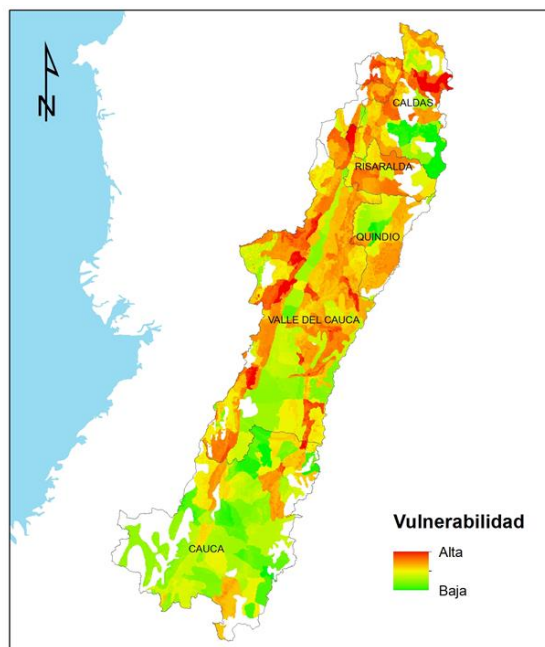 N
CALDAS
RISARALDA
QUINDIO
VALLE DEL CAUCA
CAUCA
Vulnerabilidad
Alta
Baja